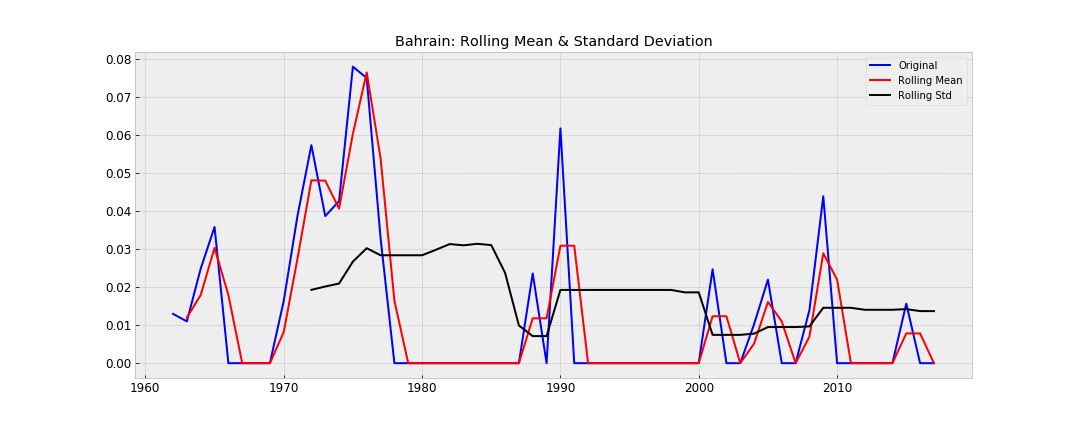 Bahrain: Rolling Mean & Standard Deviation
Original
Rolling Mean
Rolling Std
0.08
0.07
0.06
0.05
0.04
0.03
0.02
0.01
0.00
1960 1970 1980 1990 2000 2010